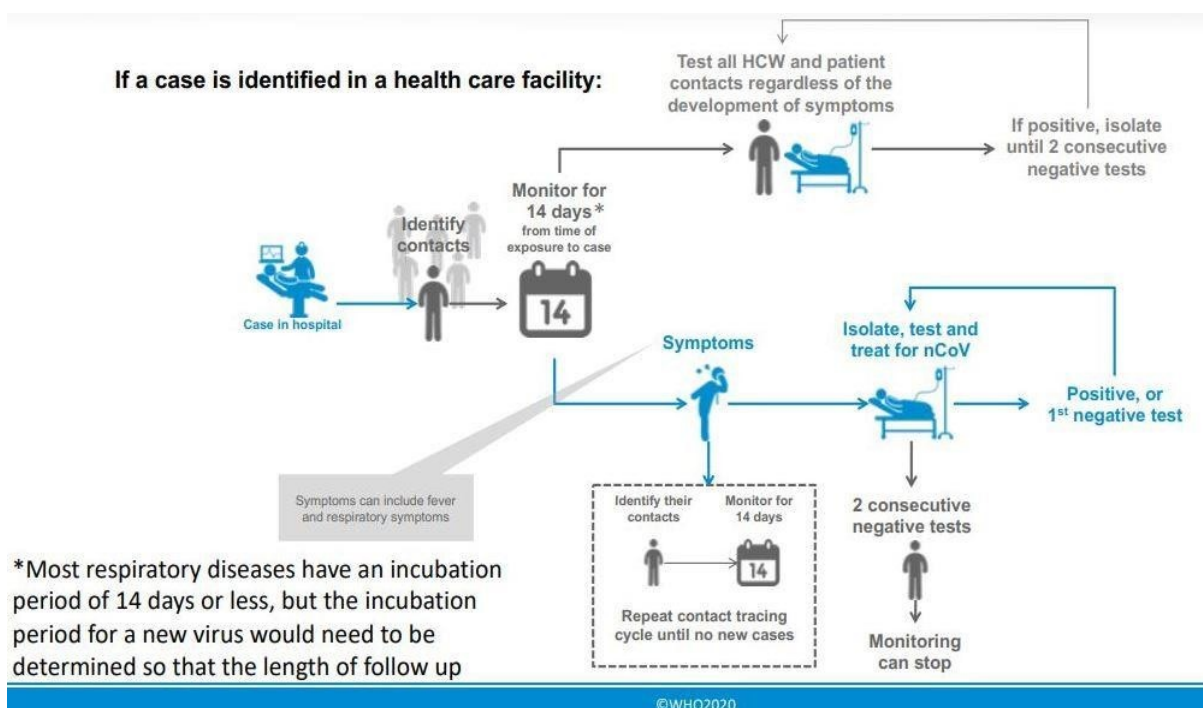 If a case is identified in a health care facility:
Test all HCW and patient
contacts regardless of the
development of symptoms
If positive, isolate
until 2 consecutive
negative tests
Monitor for
14 days*
from time of
exposure to case
Identify
contacts
14
Case in hospital
Symptoms
Isolate, test and
treat for nCoV
Positive, or
1st negative test
Symptoms can include fever
and respiratory symptoms
Identify their
contacts
Monitor for
14 days
14
Repeat contact tracing
cycle until no new cases
2 consecutive
negative tests
Monitoring
can stop
*Most respiratory diseases have an incubation
period of 14 days or less, but the incubation
period for a new virus would need to be
determined so that the length of follow up
©WHO2020